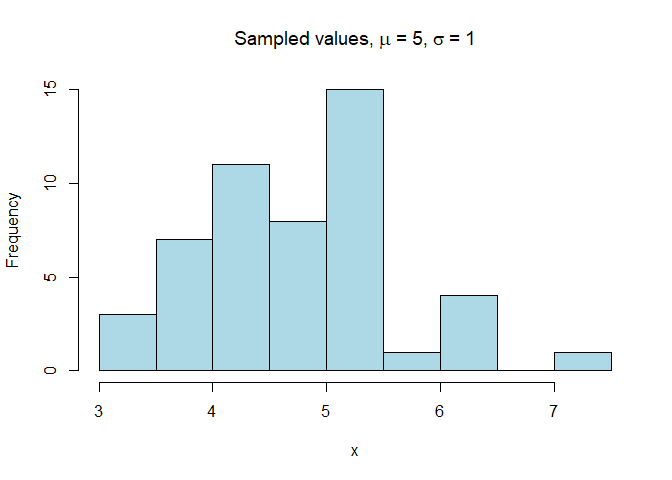 Sampled values, μ = 5, σ = 1
Frequency
15
10
5
0
3 4 5 6 7
x